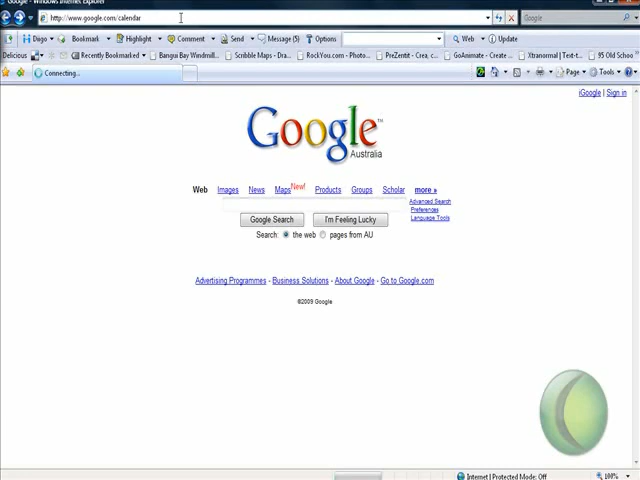 Google - Windows Internet Explorer
http://www.google.com/calendar
Google
Diigo Bookmark Highlight Comment Send Message (5) Options Web Update
Delicious Recently Bookmarked Bangui Bay Windmill... Scribble Maps - Dra... RockYou.com - Photo... PreZentit - Crea, c... GoAnimate - Create ... Xtranormal | Text-t... 95 Old Schoo
Connecting... Page Tools
iGoogle | Sign in
Google™
Australia
Web Images News Maps New! Products Groups Scholar more »
Advanced Search
Preferences
Language Tools
Google Search I'm Feeling Lucky
Search: the web pages from AU
Advertising Programmes - Business Solutions - About Google - Go to Google.com
©2009 Google
Internet | Protected Mode: Off 100%